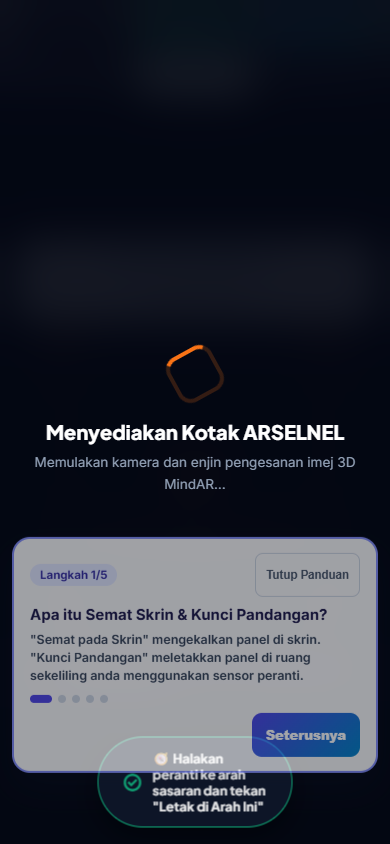 Menyediakan Kotak ARSELNEL
Memulakan kamera dan enjin pengesanan imej 3D
MindAR...
Langkah 1/5
Tutup Panduan
Apa itu Semat Skrin & Kunci Pandangan?
"Semat pada Skrin" mengekalkan panel di skrin.
"Kunci Pandangan" meletakkan panel di ruang
sekeliling anda menggunakan sensor peranti.
Seterusnya
🧭 Halakan
peranti ke arah
sasaran dan tekan
"Letak di Arah Ini"